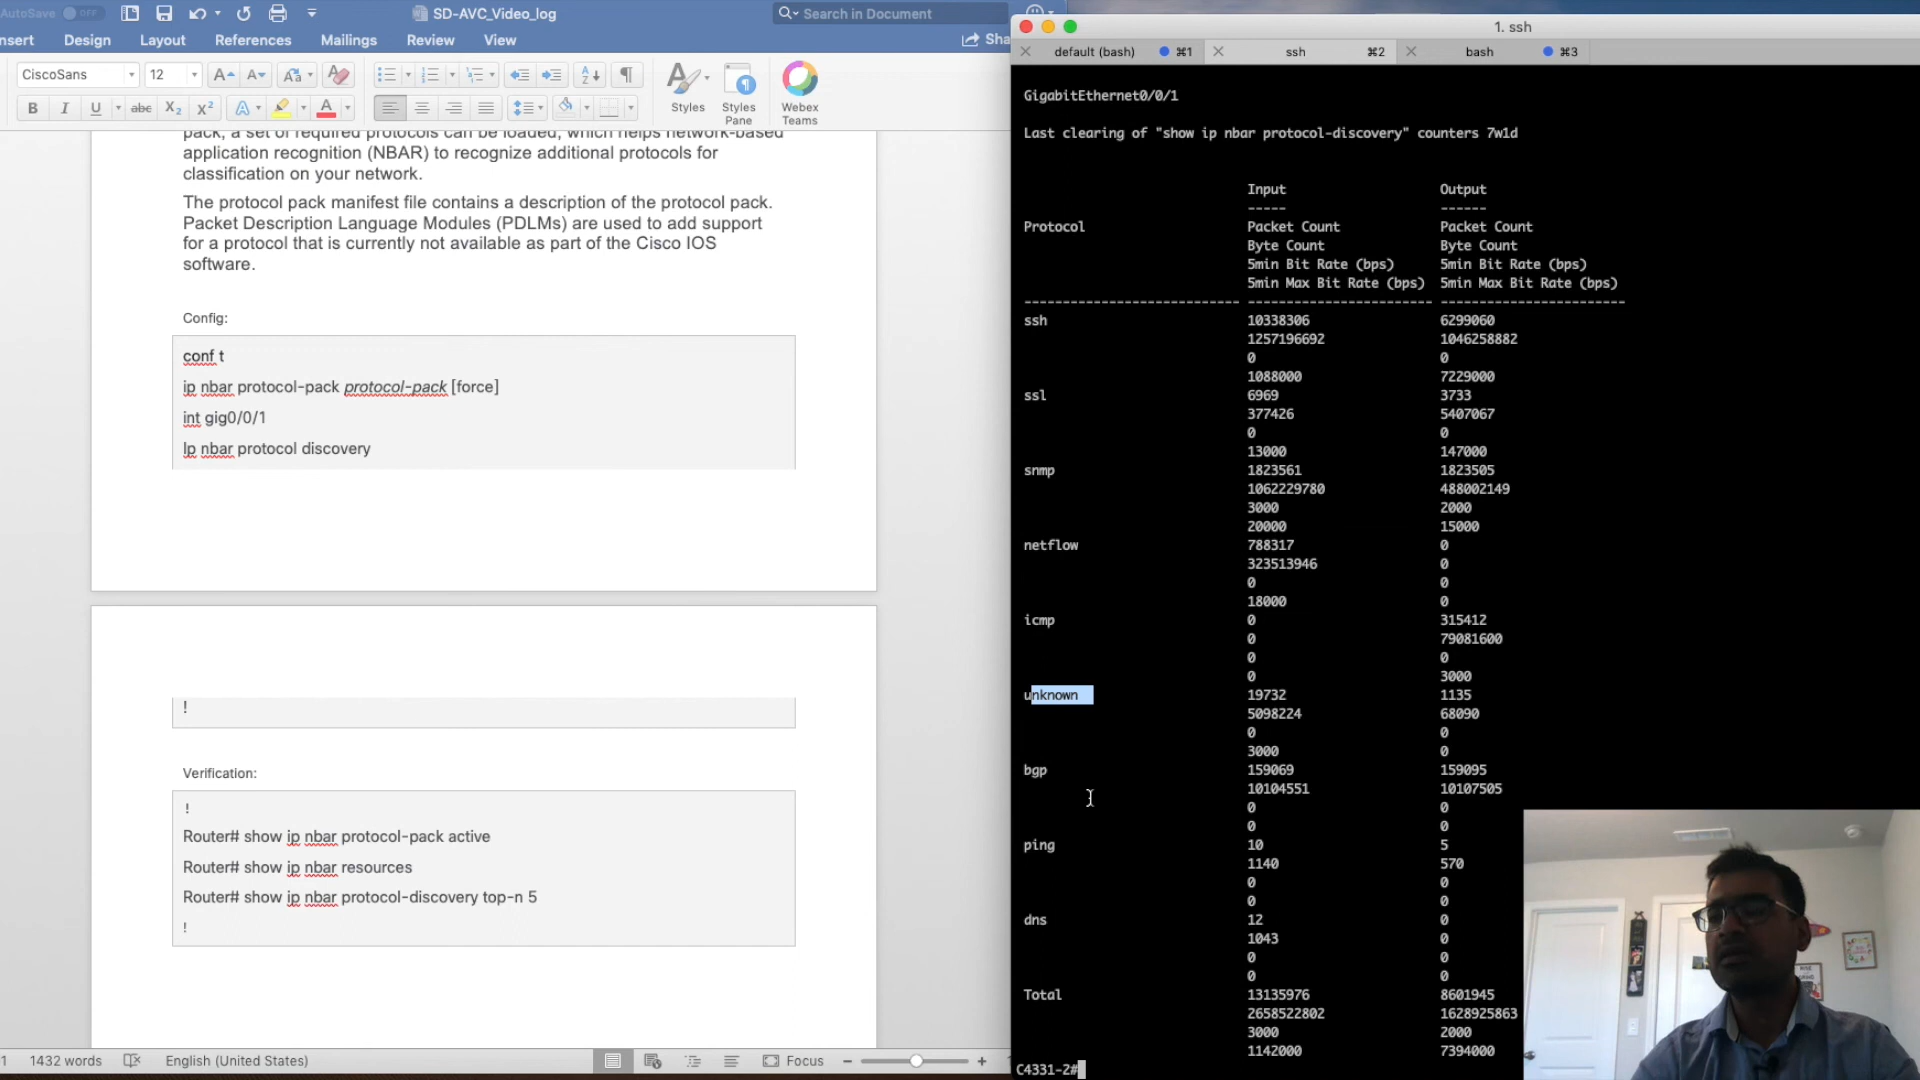 AutoSave OFF
SD-AVC_Video_log
Search in Document
nsert Design Layout References Mailings Review View
Sha
CiscoSans 12
Styles
Styles Pane
Webex Teams
pack, a set of required protocols can be loaded, which helps network-based
application recognition (NBAR) to recognize additional protocols for
classification on your network.
The protocol pack manifest file contains a description of the protocol pack.
Packet Description Language Modules (PDLMs) are used to add support
for a protocol that is currently not available as part of the Cisco IOS
software.
Config:
conf t
ip nbar protocol-pack protocol-pack [force]
int gig0/0/1
Ip nbar protocol discovery
!
Verification:
!
Router# show ip nbar protocol-pack active
Router# show ip nbar resources
Router# show ip nbar protocol-discovery top-n 5
!
1432 words English (United States) Focus
1. ssh
default (bash) ⌘1 ssh ⌘2 bash ⌘3
GigabitEthernet0/0/1
Last clearing of "show ip nbar protocol-discovery" counters 7w1d
Input Output
----- ------
Protocol Packet Count Packet Count
Byte Count Byte Count
5min Bit Rate (bps) 5min Bit Rate (bps)
5min Max Bit Rate (bps) 5min Max Bit Rate (bps)
---------------------------- ------------------------ ------------------------
ssh 10338306 6299060
1257196692 1046258882
0 0
1088000 7229000
ssl 6969 3733
377426 5407067
0 0
13000 147000
snmp 1823561 1823505
1062229780 488002149
3000 2000
20000 15000
netflow 788317 0
323513946 0
0 0
18000 0
icmp 0 315412
0 79081600
0 0
0 3000
unknown 19732 1135
5098224 68090
0 0
3000 0
bgp 159069 159095
10104551 10107505
0 0
0 0
ping 10 5
1140 570
0 0
0 0
dns 12 0
1043 0
0 0
0 0
Total 13135976 8601945
2658522802 1628925863
3000 2000
1142000 7394000
C4331-2#